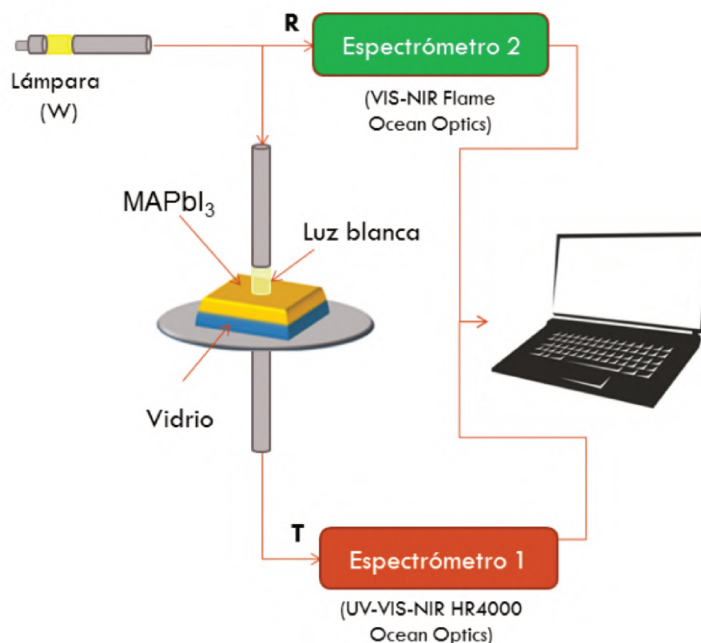 R
Espectrómetro 2
Lámpara
(W)
(VIS-NIR Flame
Ocean Optics)
MAPbI₃
Luz blanca
Vidrio
T
Espectrómetro 1
(UV-VIS-NIR HR4000
Ocean Optics)